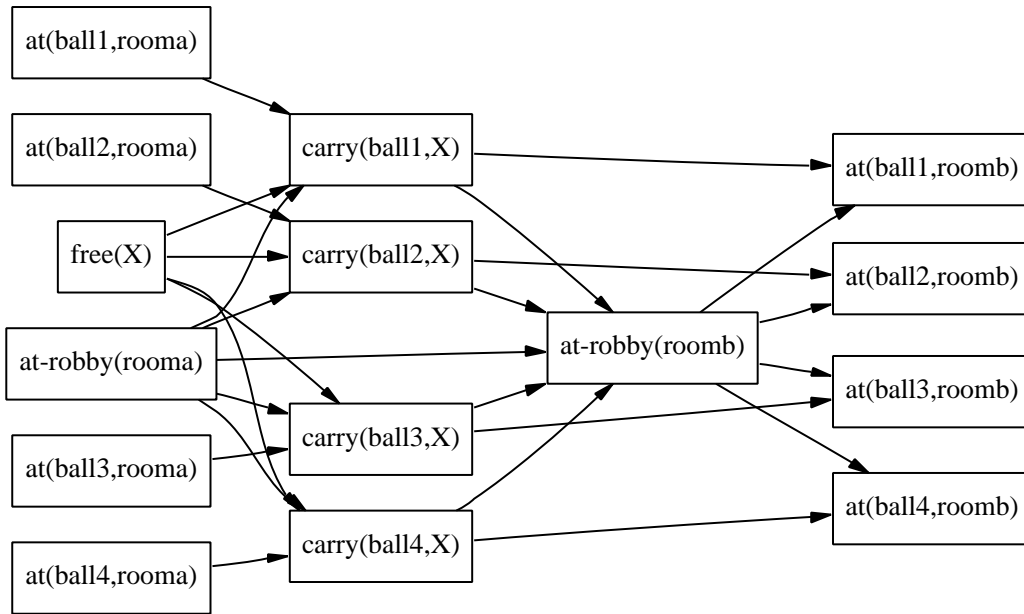 at(ball1,rooma)
at(ball2,rooma)
free(X)
at-robby(rooma)
at(ball3,rooma)
at(ball4,rooma)
carry(ball1,X)
carry(ball2,X)
carry(ball3,X)
carry(ball4,X)
at-robby(roomb)
at(ball1,roomb)
at(ball2,roomb)
at(ball3,roomb)
at(ball4,roomb)